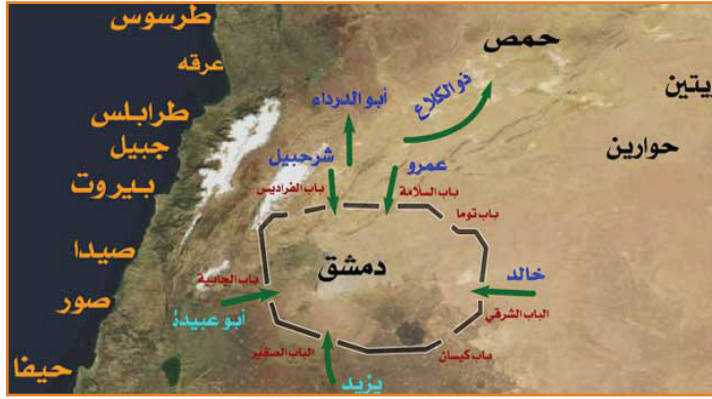 طرسوس
حمص
عرقه
يتين
ذو الكلاع
أبو الدرداء
طرابلس
جبيل
حوارين
شرحبيل
عمرو
بيروت
باب الفراديس
باب السلامة
باب توما
صيدا
دمشق
باب الجابية
خالد
صور
أبو عبيدة
الباب الشرقي
الباب الصغير
باب كيسان
حيفا
يزيد